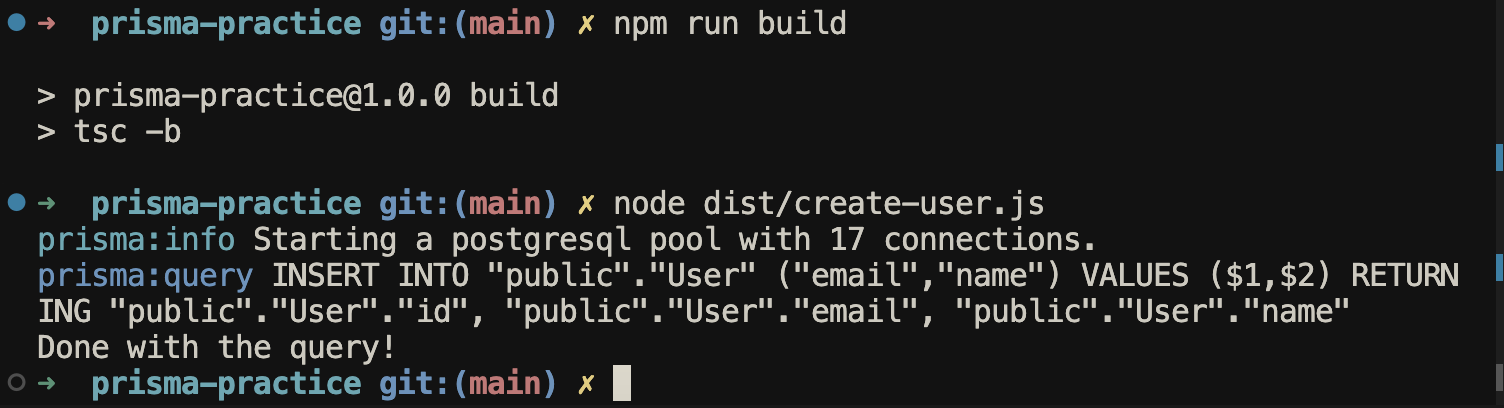 ➜ prisma-practice git:(main) ✗ npm run build
> prisma-practice@1.0.0 build
> tsc -b
➜ prisma-practice git:(main) ✗ node dist/create-user.js
prisma:info Starting a postgresql pool with 17 connections.
prisma:query INSERT INTO "public"."User" ("email","name") VALUES ($1,$2) RETURN
ING "public"."User"."id", "public"."User"."email", "public"."User"."name"
Done with the query!
➜ prisma-practice git:(main) ✗